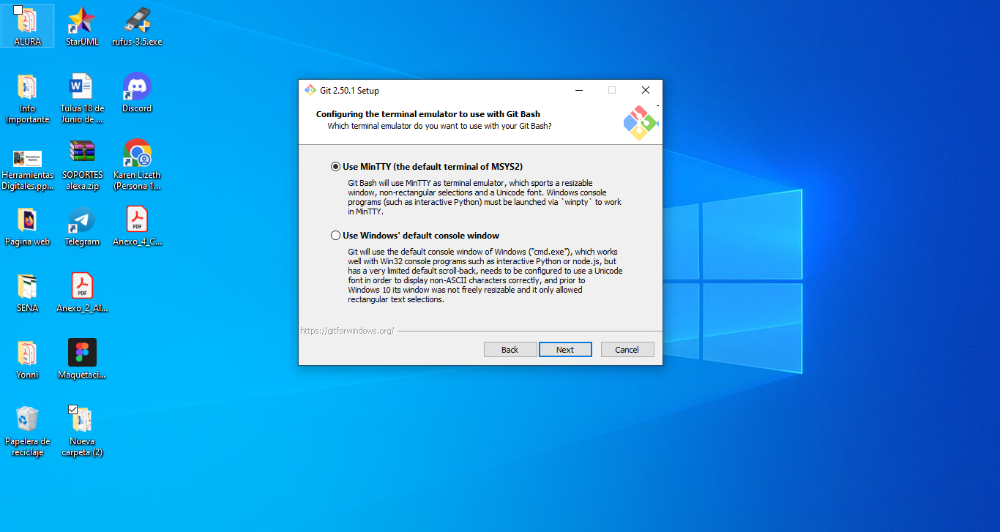 ALURA
StarUML
rufus-3.5.exe
Info
Importante
Tuluá 18 de
Junio de ...
Discord
Herramientas
Digitales.pp...
SOPORTES
alexa.zip
Karen Lizeth
(Persona 1...
Pagina web
Telegram
Anexo_4_C...
SENA
Anexo_2_Al...
Yonni
Maquetaci...
Papelera de
reciclaje
Nueva
carpeta (2)
PDF
PDF
Git 2.50.1 Setup
Configuring the terminal emulator to use with Git Bash
Which terminal emulator do you want to use with your Git Bash?
Use MinTTY (the default terminal of MSYS2)
Git Bash will use MinTTY as terminal emulator, which sports a resizable
window, non-rectangular selections and a Unicode font. Windows console
programs (such as interactive Python) must be launched via `winpty` to work
in MinTTY.
Use Windows' default console window
Git will use the default console window of Windows ("cmd.exe"), which works
well with Win32 console programs such as interactive Python or node.js, but
has a very limited default scroll-back, needs to be configured to use a Unicode
font in order to display non-ASCII characters correctly, and prior to
Windows 10 its window was not freely resizable and it only allowed
rectangular text selections.
https://gitforwindows.org/
Back
Next
Cancel